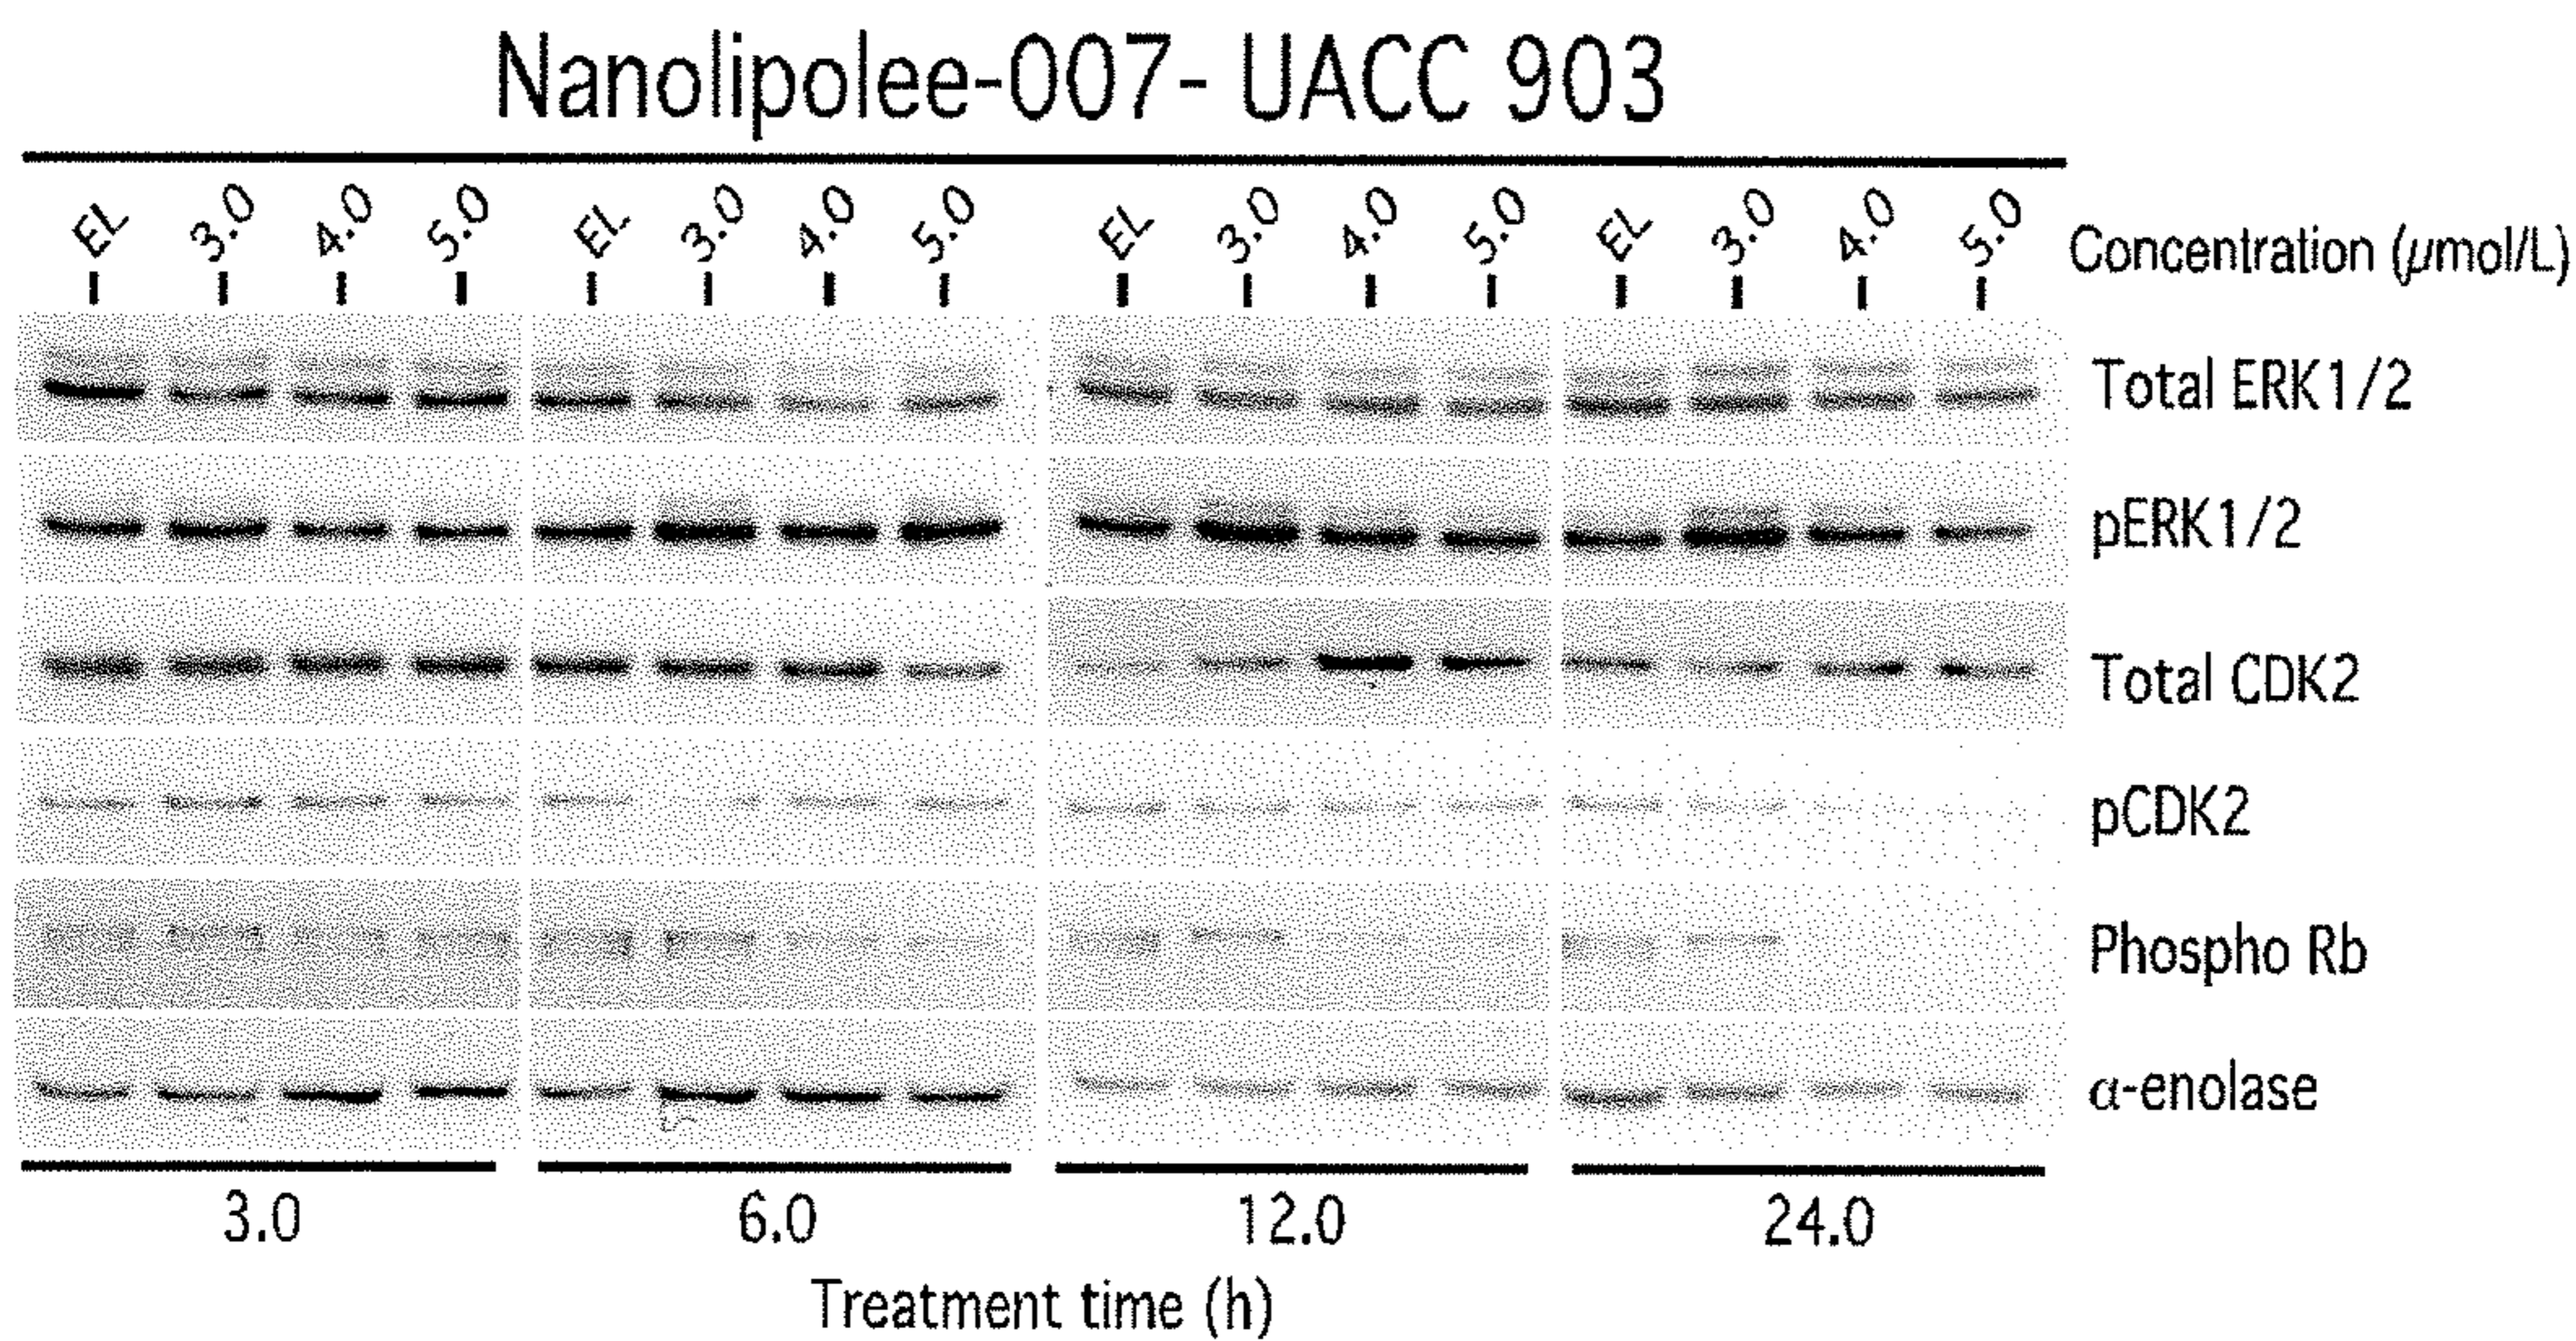 Nanolipolee-007- UACC 903
EL 3.0 4.0 5.0 EL 3.0 4.0 5.0 EL 3.0 4.0 5.0 EL 3.0 4.0 5.0 Concentration (μmol/L)
Total ERK1/2
pERK1/2
Total CDK2
pCDK2
Phospho Rb
α-enolase
3.0 6.0 12.0 24.0
Treatment time (h)